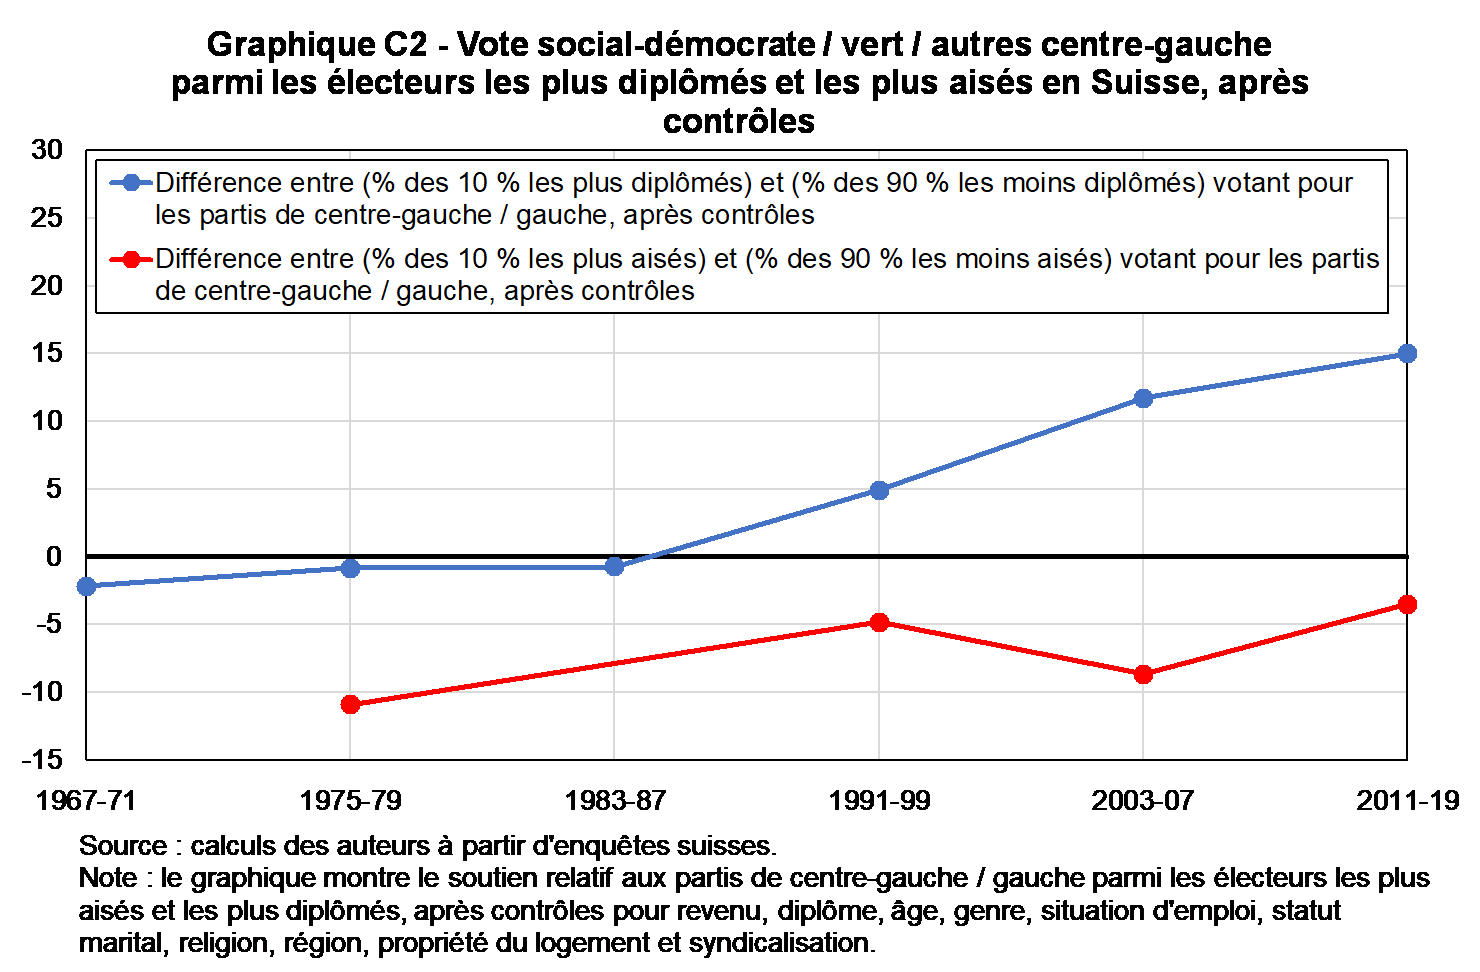 Graphique C2 - Vote social-démocrate / vert / autres centre-gauche
parmi les électeurs les plus diplômés et les plus aisés en Suisse, après
contrôles
30
25
20
15
10
5
0
-5
-10
-15
Différence entre (% des 10 % les plus diplômés) et (% des 90 % les moins diplômés) votant pour
les partis de centre-gauche / gauche, après contrôles
Différence entre (% des 10 % les plus aisés) et (% des 90 % les moins aisés) votant pour les partis
de centre-gauche / gauche, après contrôles
1967-71 1975-79 1983-87 1991-99 2003-07 2011-19
Source : calculs des auteurs à partir d'enquêtes suisses.
Note : le graphique montre le soutien relatif aux partis de centre-gauche / gauche parmi les électeurs les plus
aisés et les plus diplômés, après contrôles pour revenu, diplôme, âge, genre, situation d'emploi, statut
marital, religion, région, propriété du logement et syndicalisation.